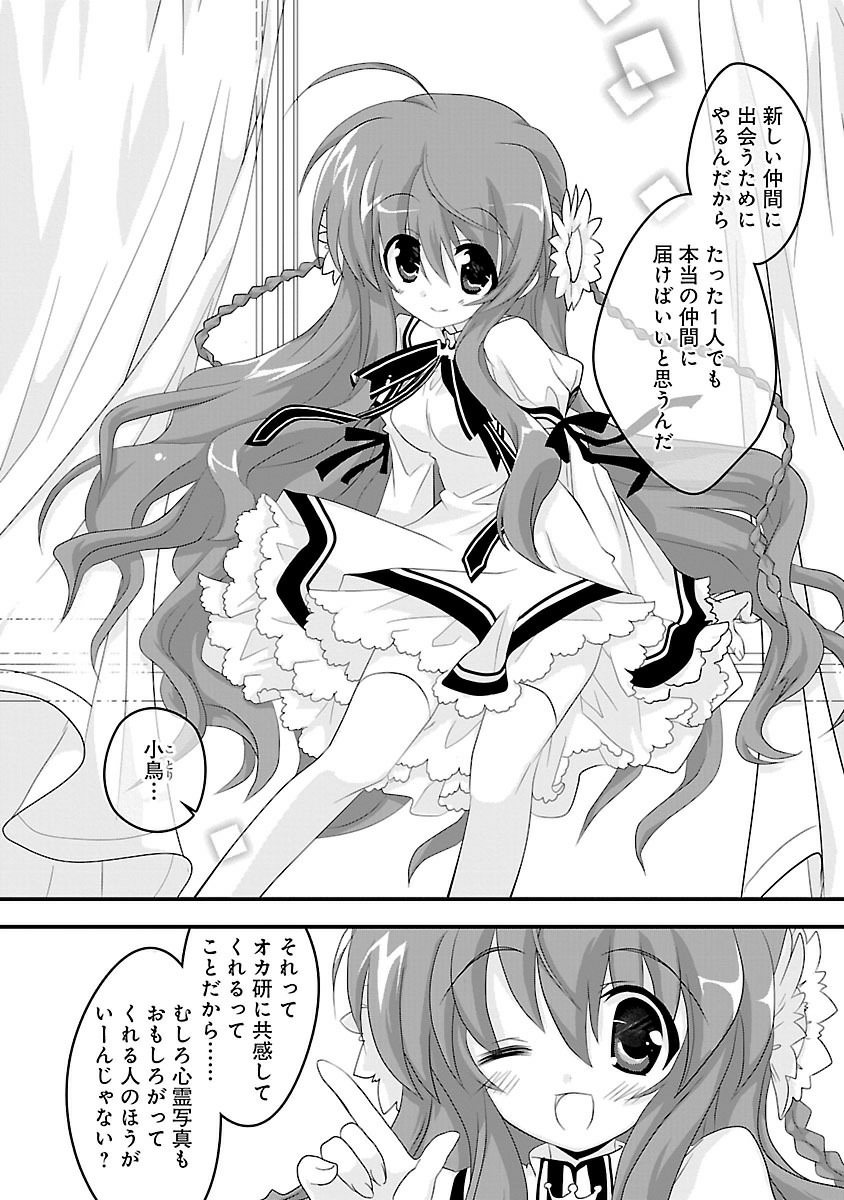 新しい仲間に
出会うために
やるんだから
たった1人でも
本当の仲間に
届けばいいと思うんだ
小鳥…
ことり
それって
オカ研に共感して
くれるって
ことだから……
むしろ心霊写真も
おもしろがって
くれる人のほうが
いーんじゃない?